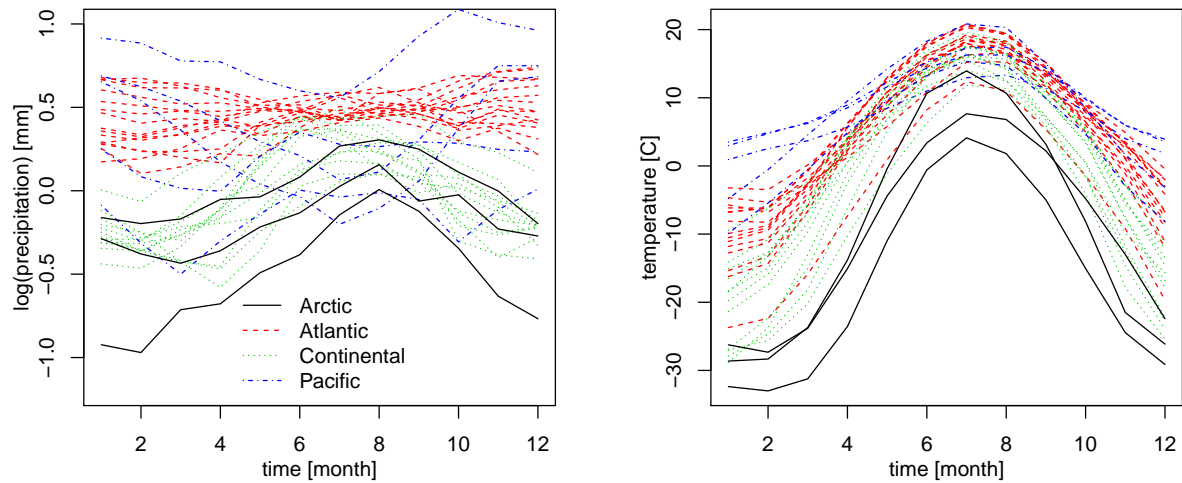 log(precipitation) [mm]
1.0
0.5
0.0
−0.5
−1.0
Arctic
Atlantic
Continental
Pacific
2 4 6 8 10 12
time [month]
temperature [C]
20
10
0
−10
−20
−30
2 4 6 8 10 12
time [month]